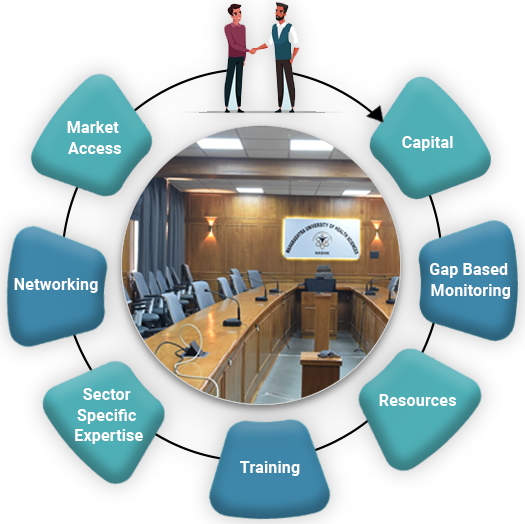 Market
Access
Capital
Networking
MAHARASHTRA UNIVERSITY OF HEALTH SCIENCES
NASHIK
Gap Based
Monitoring
Sector
Specific
Expertise
Resources
Training